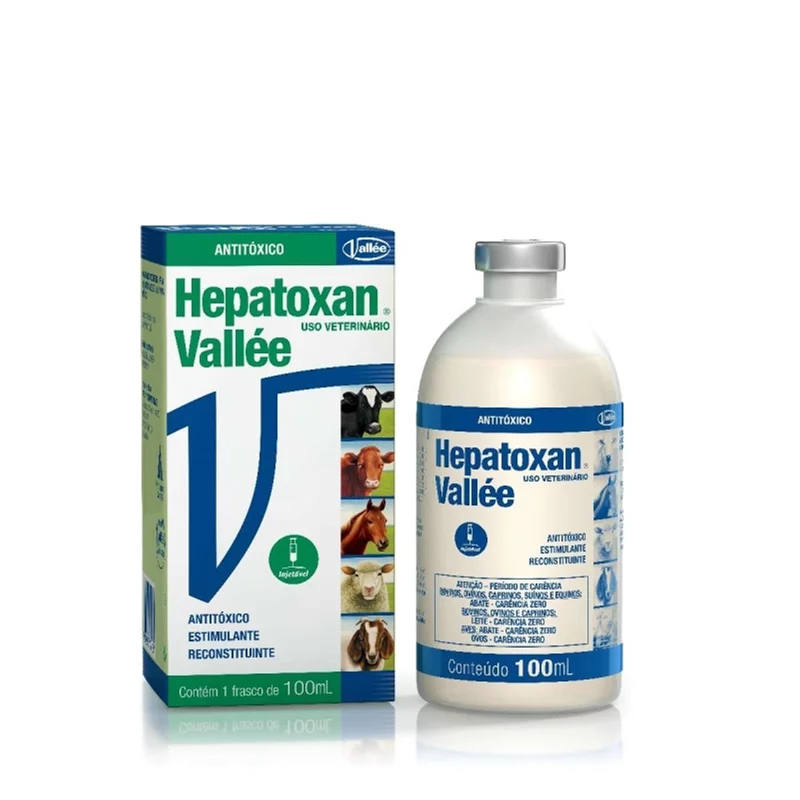 ANTITÓXICO
Vallée
Hepatoxan®
USO VETERINÁRIO
Vallée
Injetável
ANTITÓXICO
ESTIMULANTE
RECONSTITUINTE
Contém 1 frasco de 100mL
ANTITÓXICO
Vallée
Hepatoxan®
USO VETERINÁRIO
Vallée
Injetável
ANTITÓXICO
ESTIMULANTE
RECONSTITUINTE
ATENÇÃO - PERÍODO DE CARÊNCIA
BOVINOS, OVINOS, CAPRINOS, SUÍNOS E EQUINOS:
ABATE - CARÊNCIA ZERO
BOVINOS, OVINOS E CAPRINOS:
LEITE - CARÊNCIA ZERO
AVES: ABATE - CARÊNCIA ZERO
OVOS - CARÊNCIA ZERO
Conteúdo 100mL